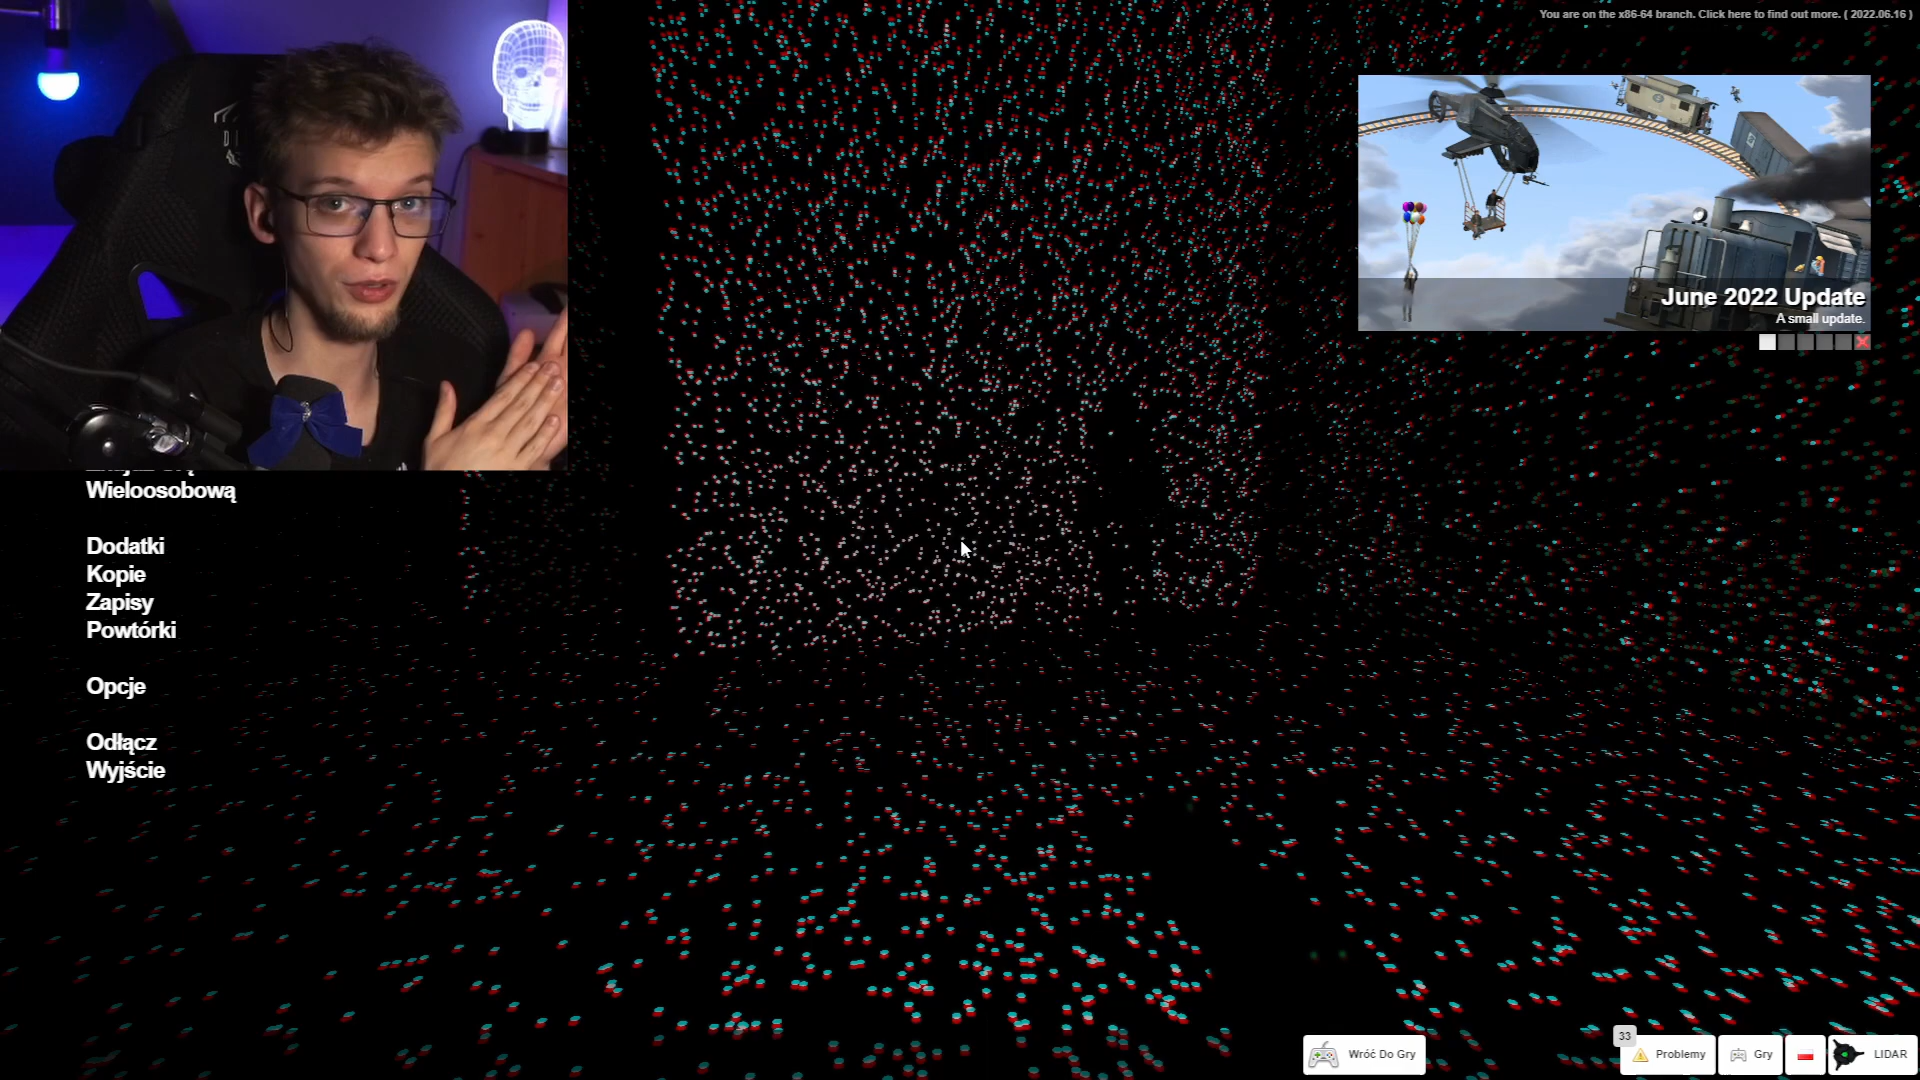 You are on the x86-64 branch. Click here to find out more. ( 2022.06.16 )
June 2022 Update
A small update.
Wieloosobową
Dodatki
Kopie
Zapisy
Powtórki
Opcje
Odłącz
Wyjście
Wróć Do Gry
33
Problemy
Gry
LIDAR